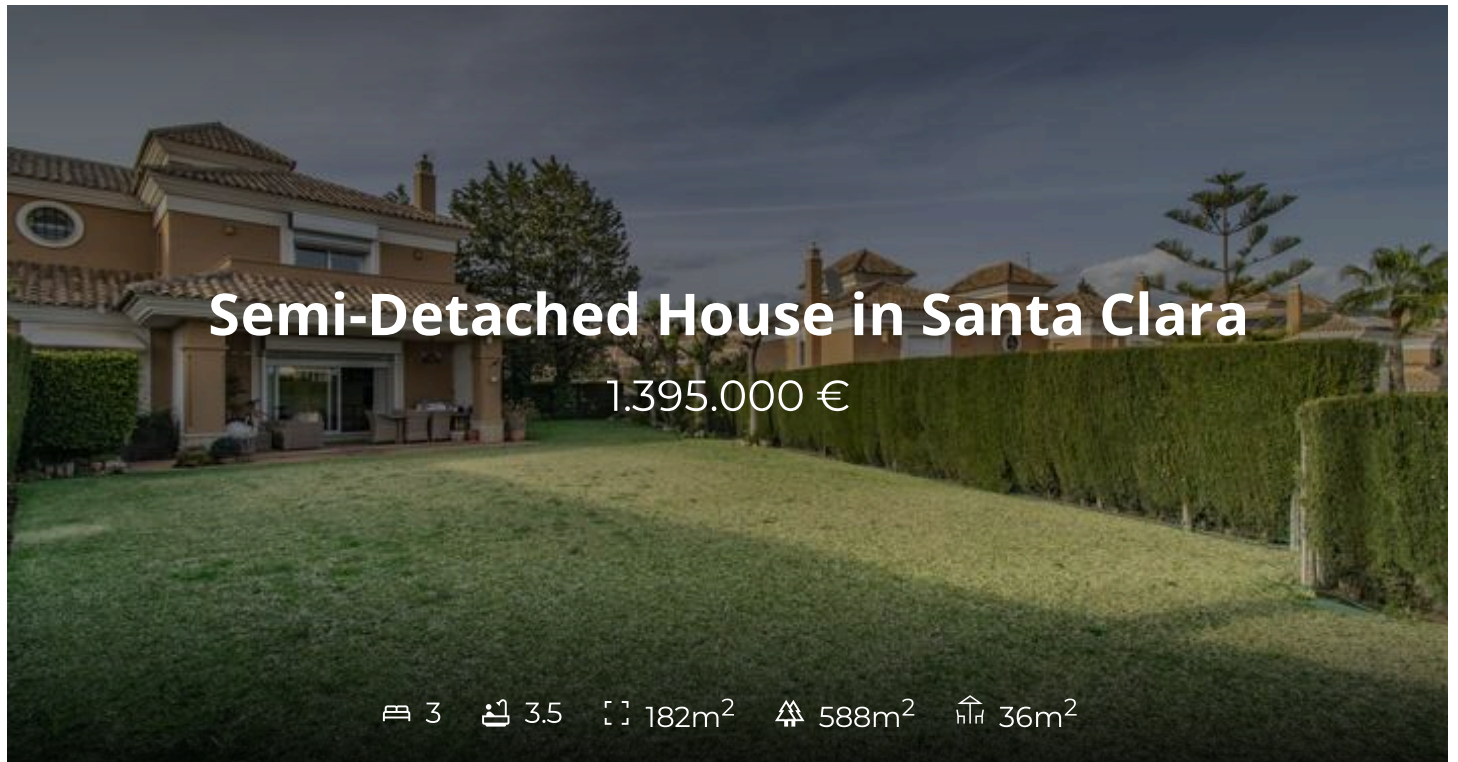 Semi-Detached House in Santa Clara
1.395.000 €
3 3.5 182m² 588m² 36m²